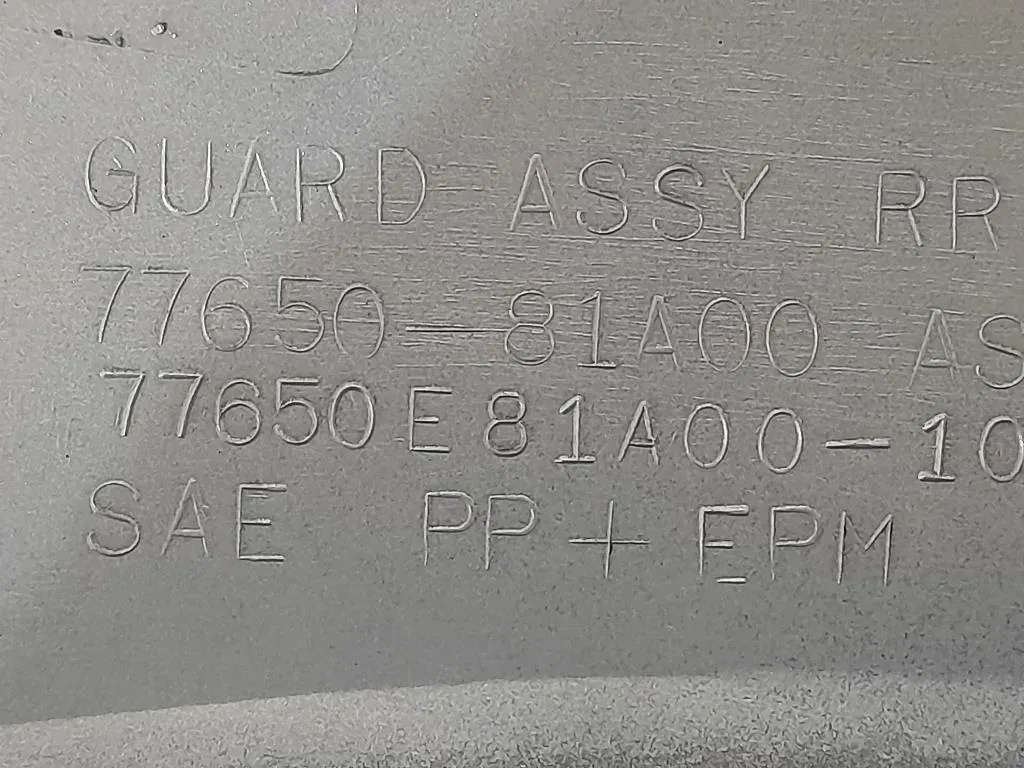 GUARD ASSY RR
77650-81A00 AS
77650E81A00-10
SAE PP+EPM